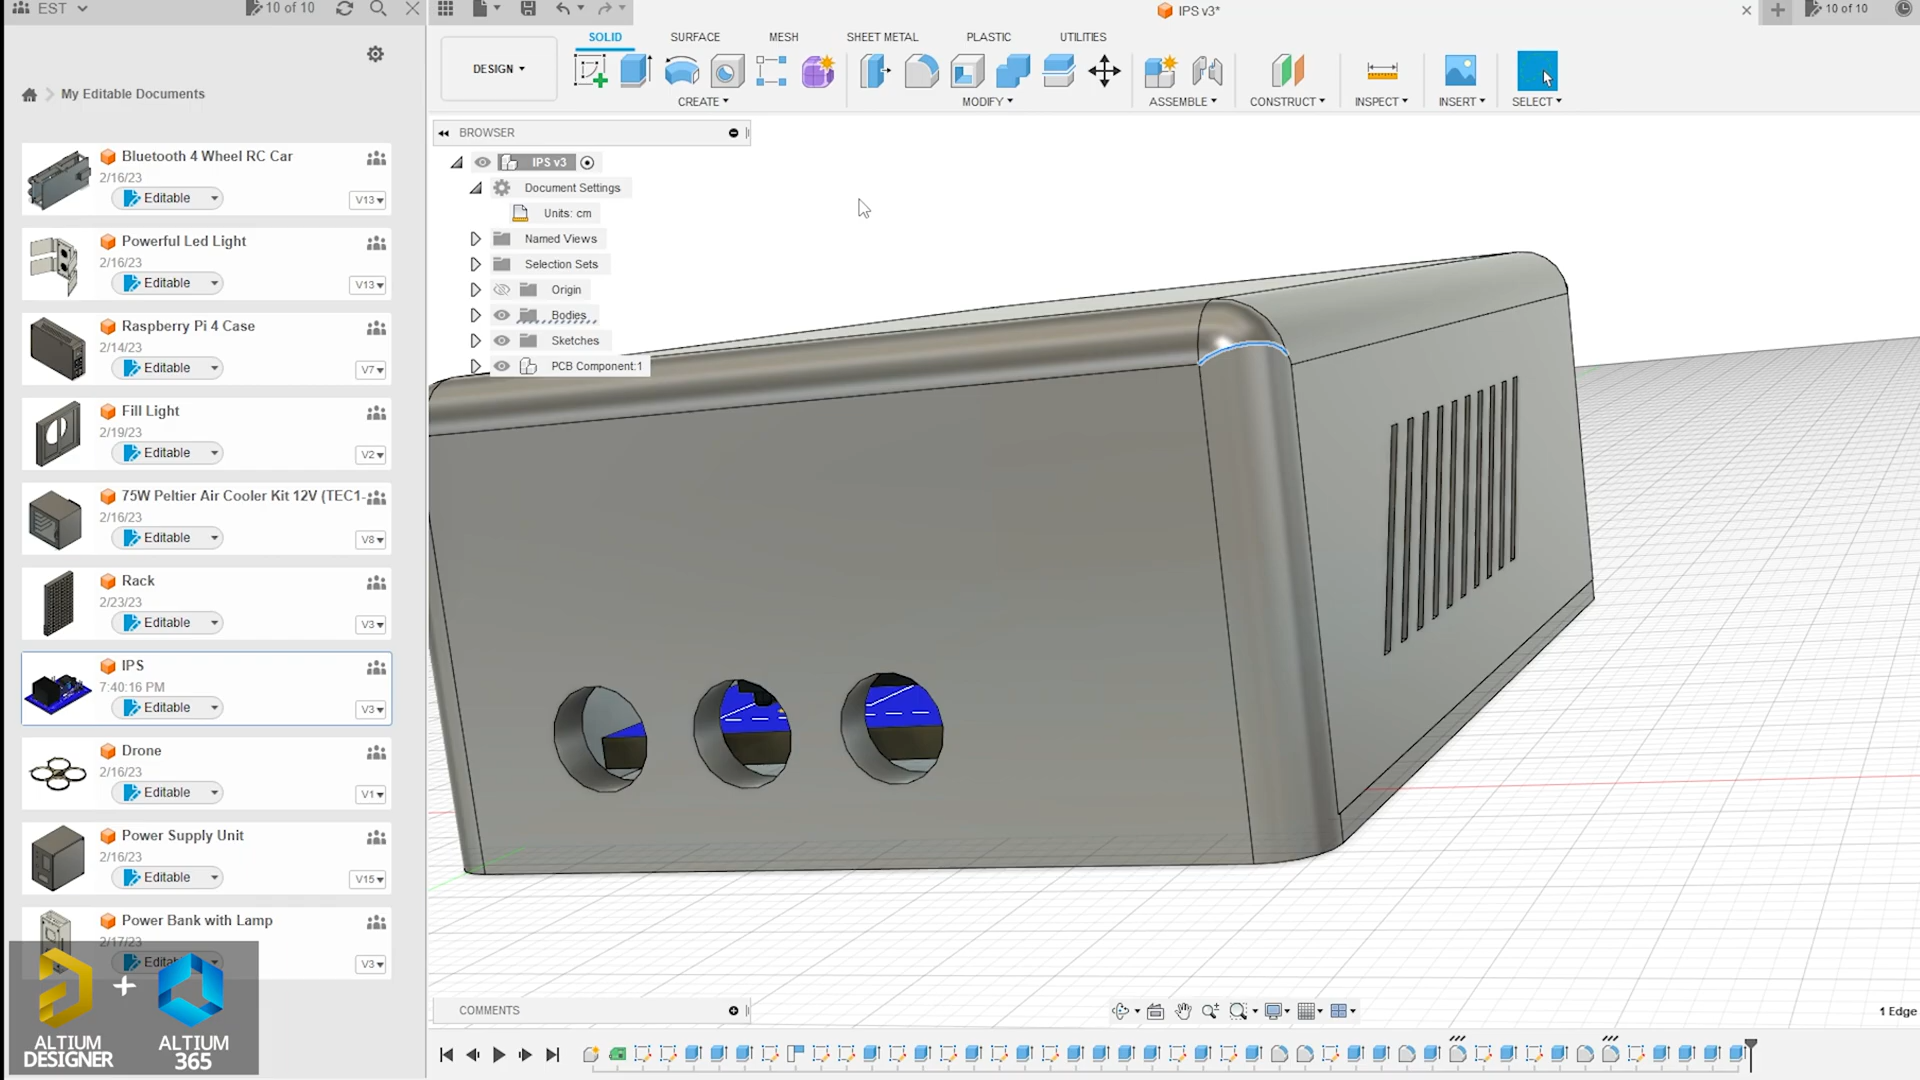 EST
10 of 10
IPS v3*
10 of 10
SOLID
SURFACE
MESH
SHEET METAL
PLASTIC
UTILITIES
DESIGN
CREATE
MODIFY
ASSEMBLE
CONSTRUCT
INSPECT
INSERT
SELECT
My Editable Documents
BROWSER
IPS v3
Document Settings
Units: cm
Named Views
Selection Sets
Origin
Bodies
Sketches
PCB Component:1
Bluetooth 4 Wheel RC Car
2/16/23
Editable
V13
Powerful Led Light
2/16/23
Editable
V13
Raspberry Pi 4 Case
2/14/23
Editable
V7
Fill Light
2/19/23
Editable
V2
75W Peltier Air Cooler Kit 12V (TEC1-
2/16/23
Editable
V8
Rack
2/23/23
Editable
V3
IPS
7:40:16 PM
Editable
V3
Drone
2/16/23
Editable
V1
Power Supply Unit
2/16/23
Editable
V15
Power Bank with Lamp
2/17/23
Editable
V3
ALTIUM
DESIGNER
+
ALTIUM
365
COMMENTS
1 Edge